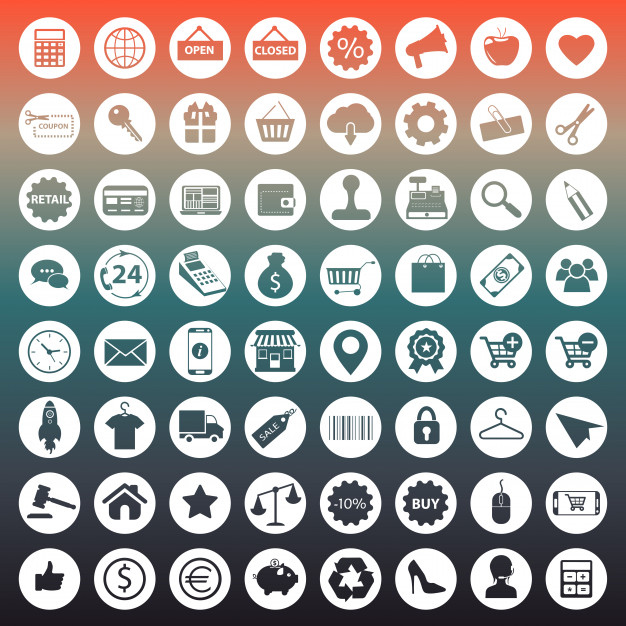 OPEN
CLOSED
%
COUPON
RETAIL
24
$
i
SALE
-10%
BUY
$
€